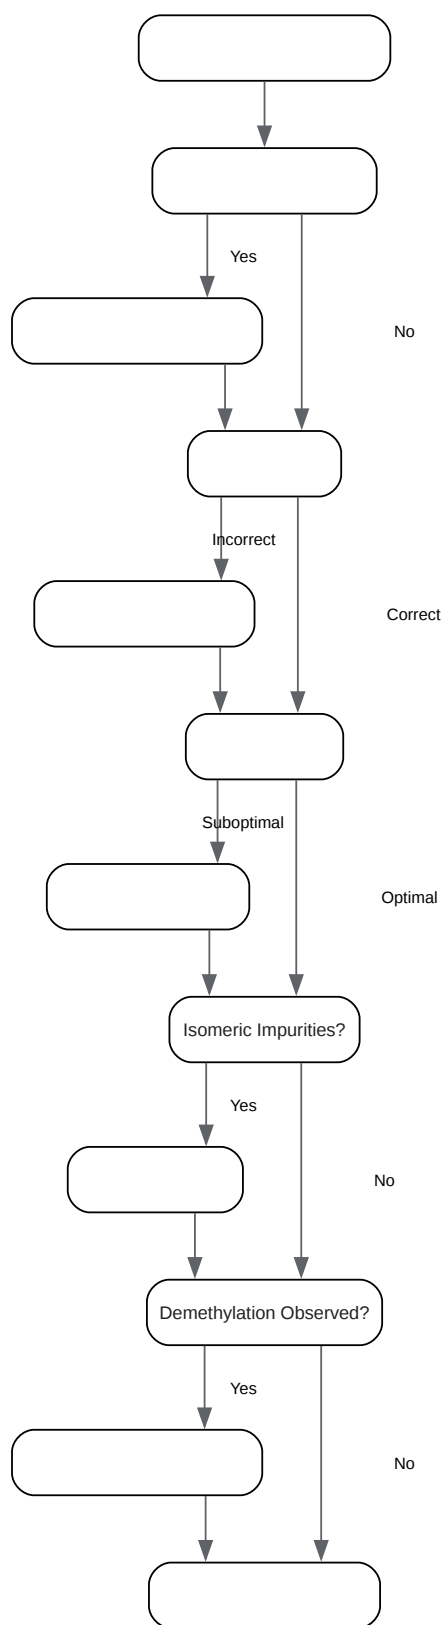 Yes
No
Incorrect
Correct
Suboptimal
Optimal
Isomeric Impurities?
Yes
No
Demethylation Observed?
Yes
No